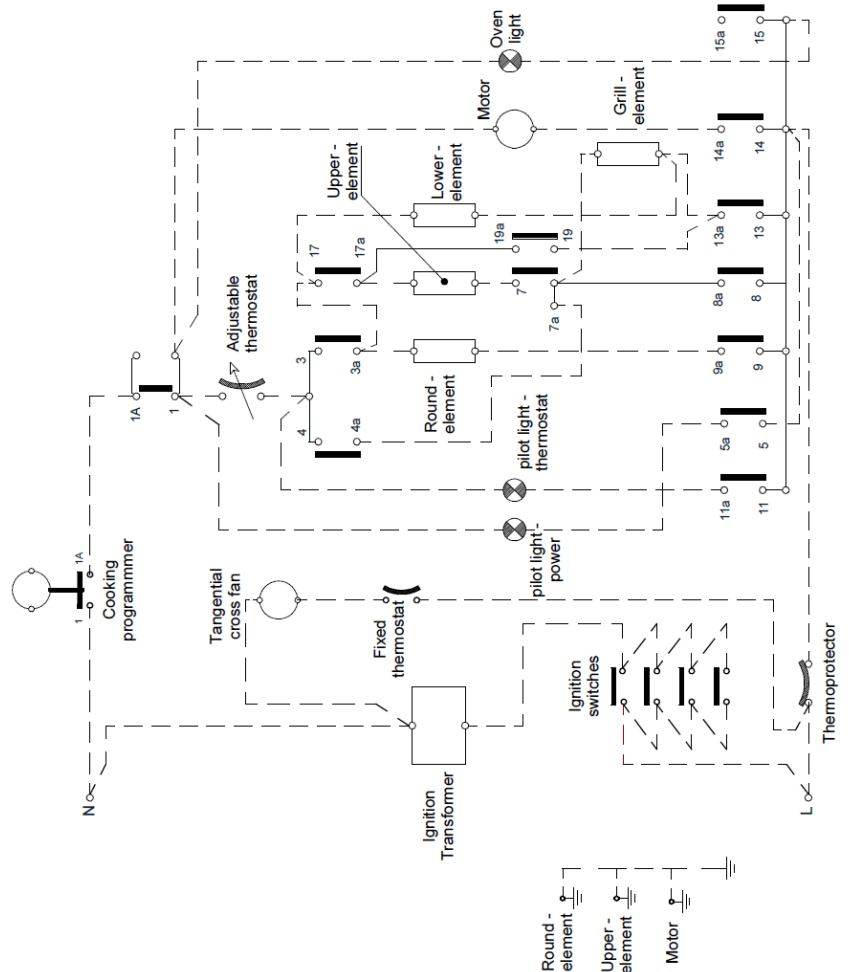 Oven
light
15a
15
Motor
Grill -
element
14a
14
Upper -
element
Lower -
element
17
17a
19a
19
13a
13
Adjustable
thermostat
7
7a
8a
8
1A
1
3
3a
Round -
element
9a
9
4
4a
pilot light -
thermostat
5a
5
11a
11
pilot light -
power
1
1A
Cooking
programmmer
Tangential
cross fan
Fixed
thermostat
Ignition
switches
Thermoprotector
N
Ignition
Transformer
L
Round -
element
Upper -
element
Motor